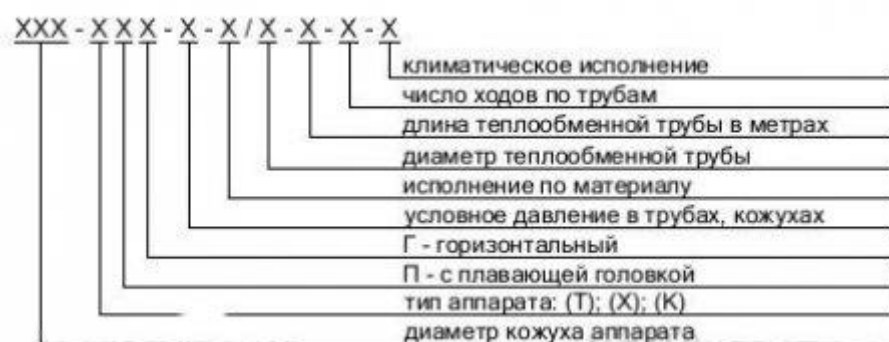 XXX - X X X - X - X / X - X - X - X
климатическое исполнение
число ходов по трубам
длина теплообменной трубы в метрах
диаметр теплообменной трубы
исполнение по материалу
условное давление в трубах, кожухах
Г - горизонтальный
П - с плавающей головкой
тип аппарата: (Т); (Х); (К)
диаметр кожуха аппарата